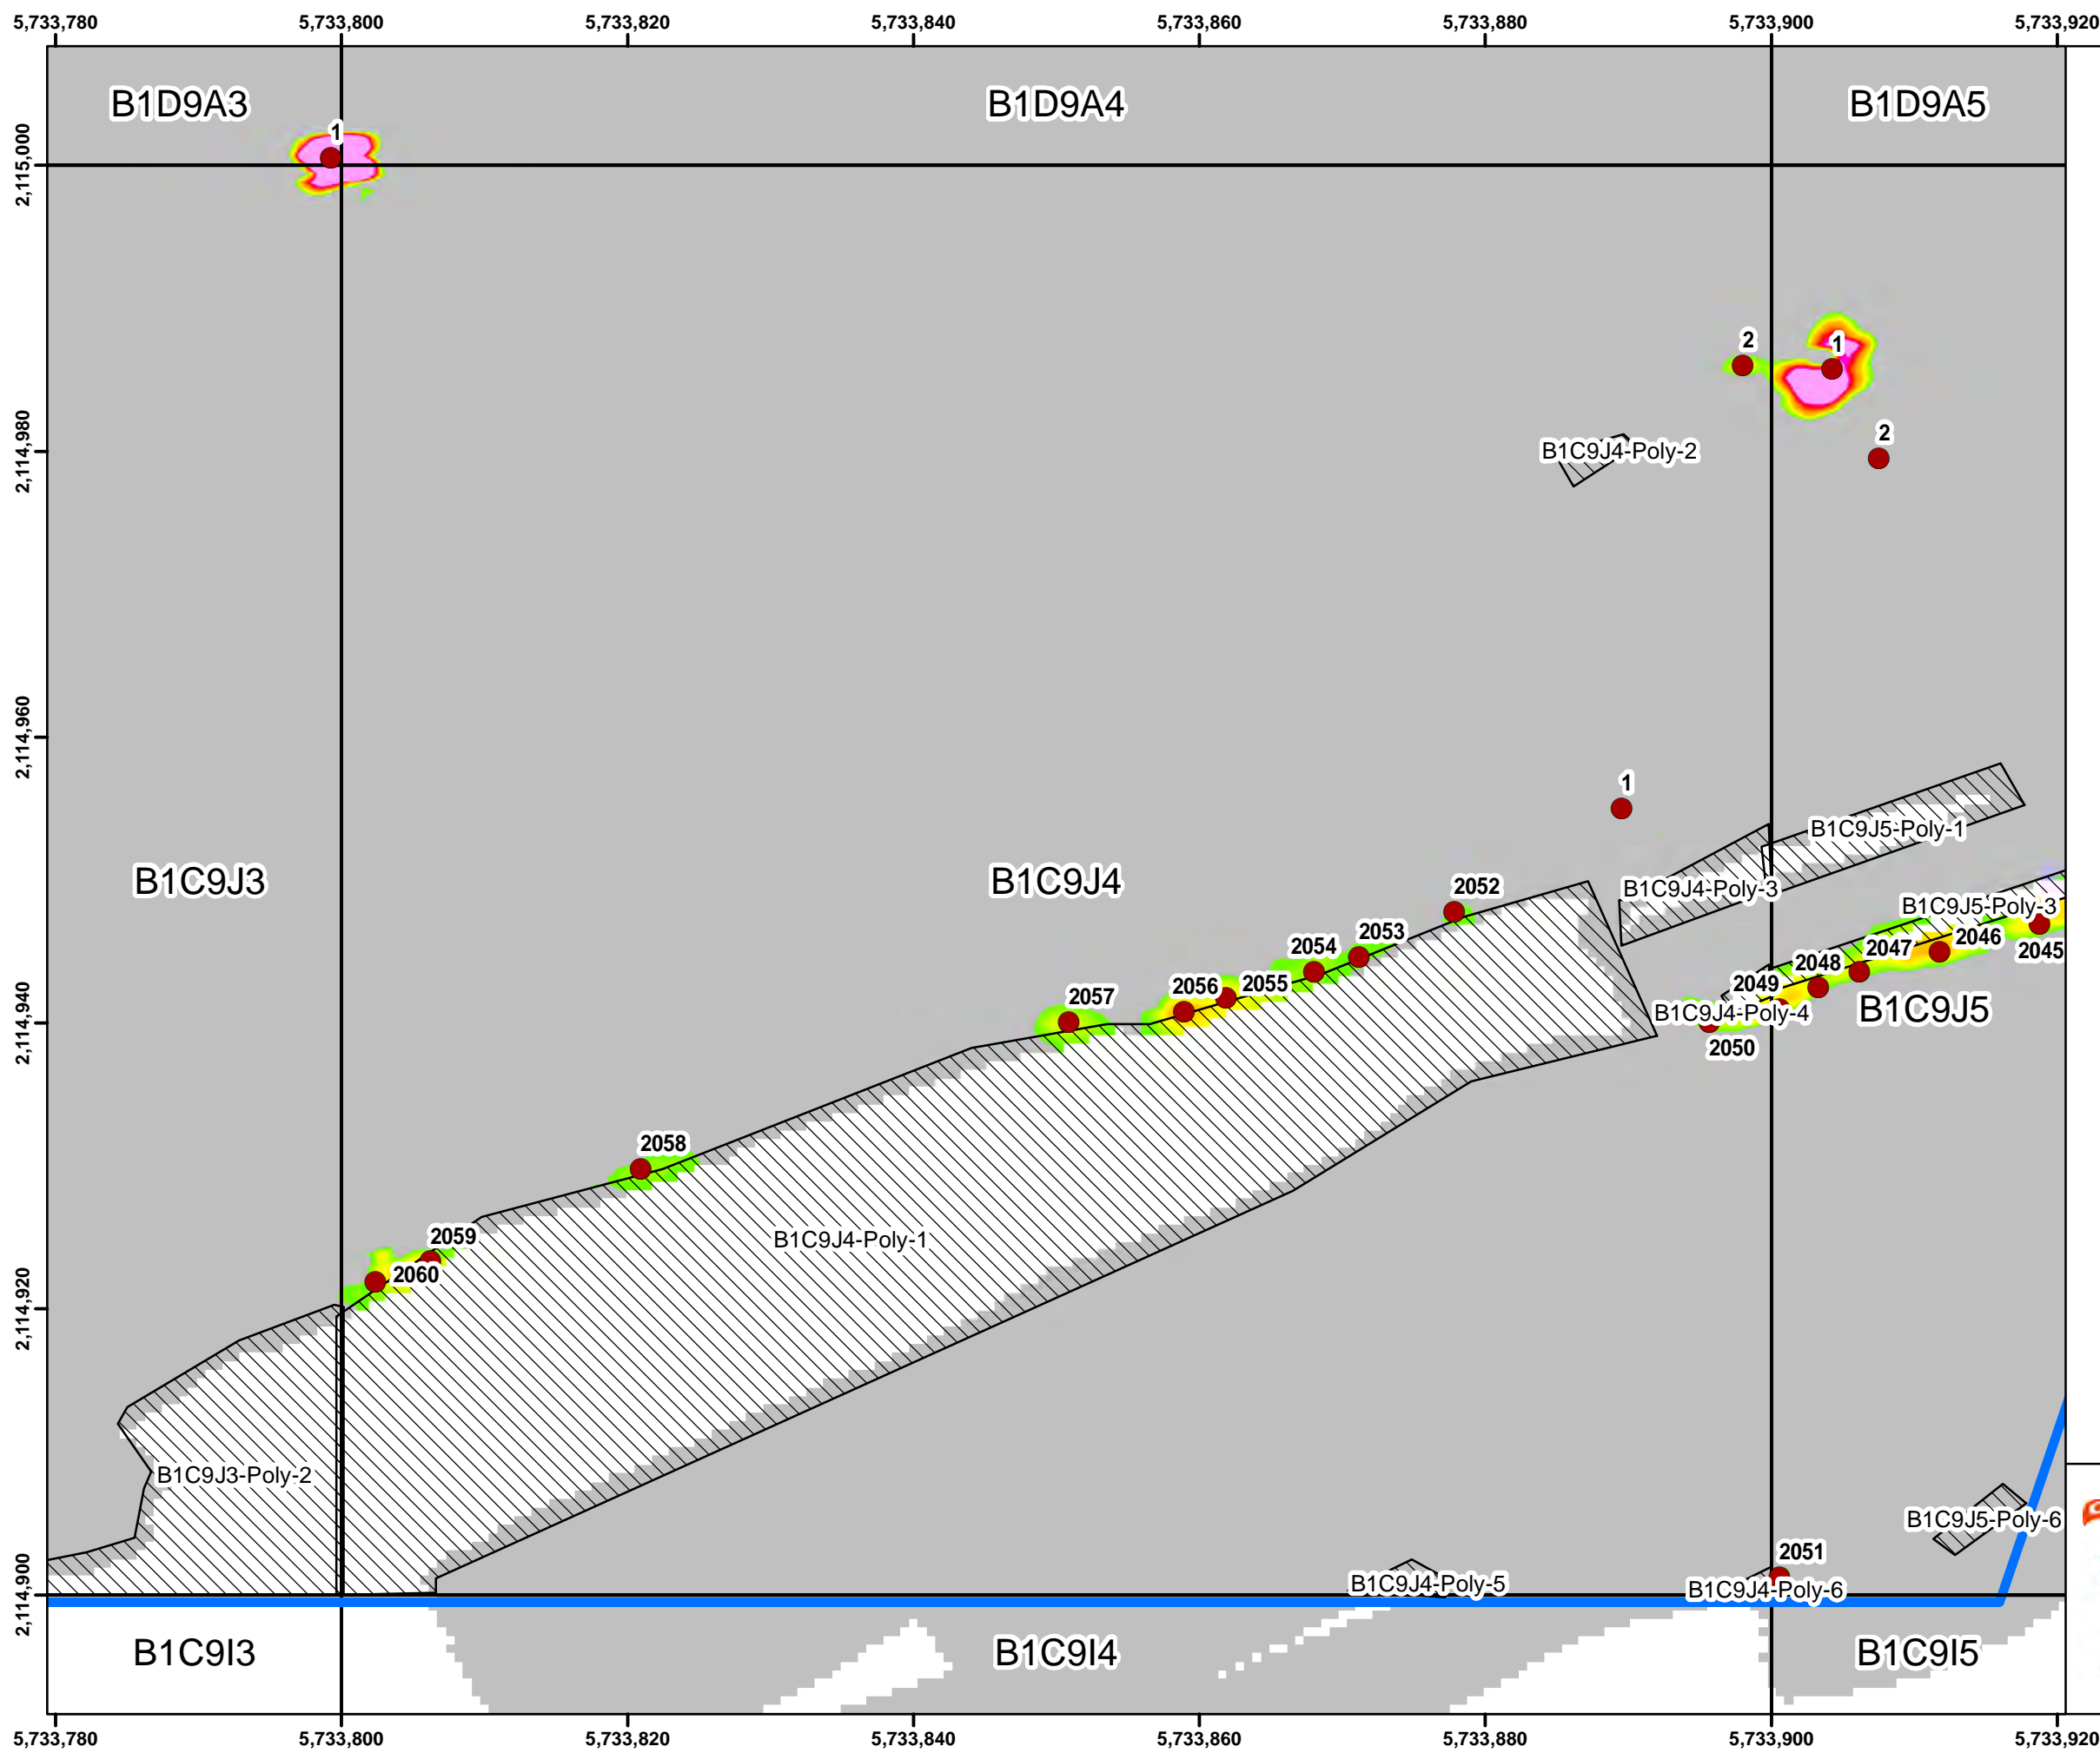 5,733,780 5,733,800 5,733,820 5,733,840 5,733,860 5,733,880 5,733,900 5,733,920
B1D9A3 B1D9A4 B1D9A5
1
2,115,000
2 1
2
2,114,980
B1C9J4-Poly-2
2,114,960
1
B1C9J5-Poly-1
B1C9J3 B1C9J4 B1C9J4-Poly-3
2052
B1C9J5-Poly-3
2053
2054
2047 2046 2045
2048
2055
2056
2049
2057
2,114,940
B1C9J4-Poly-4 B1C9J5
2050
2058
2059
B1C9J4-Poly-1
2060
2,114,920
B1C9J3-Poly-2
B1C9J5-Poly-6
2051
B1C9J4-Poly-5 B1C9J4-Poly-6
2,114,900
B1C9I3 B1C9I4 B1C9I5
5,733,780 5,733,800 5,733,820 5,733,840 5,733,860 5,733,880 5,733,900 5,733,920